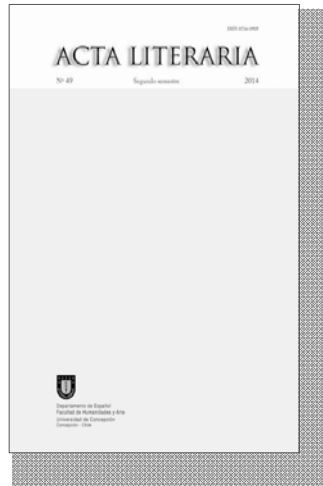 ACTA LITERARIA
Nº 49 Segundo semestre 2014
Departamento de Español
Facultad de Humanidades y Arte
Universidad de Concepción
Concepción - Chile